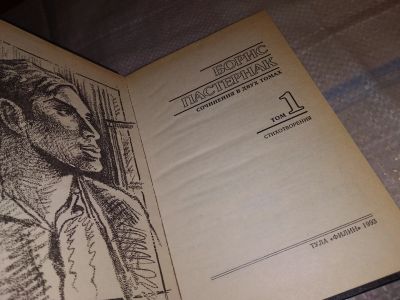 БОРИС
ПАСТЕРНАК
СОЧИНЕНИЯ В ДВУХ ТОМАХ
ТОМ 1
СТИХОТВОРЕНИЯ
ТУЛА «ФИЛИН» 1993